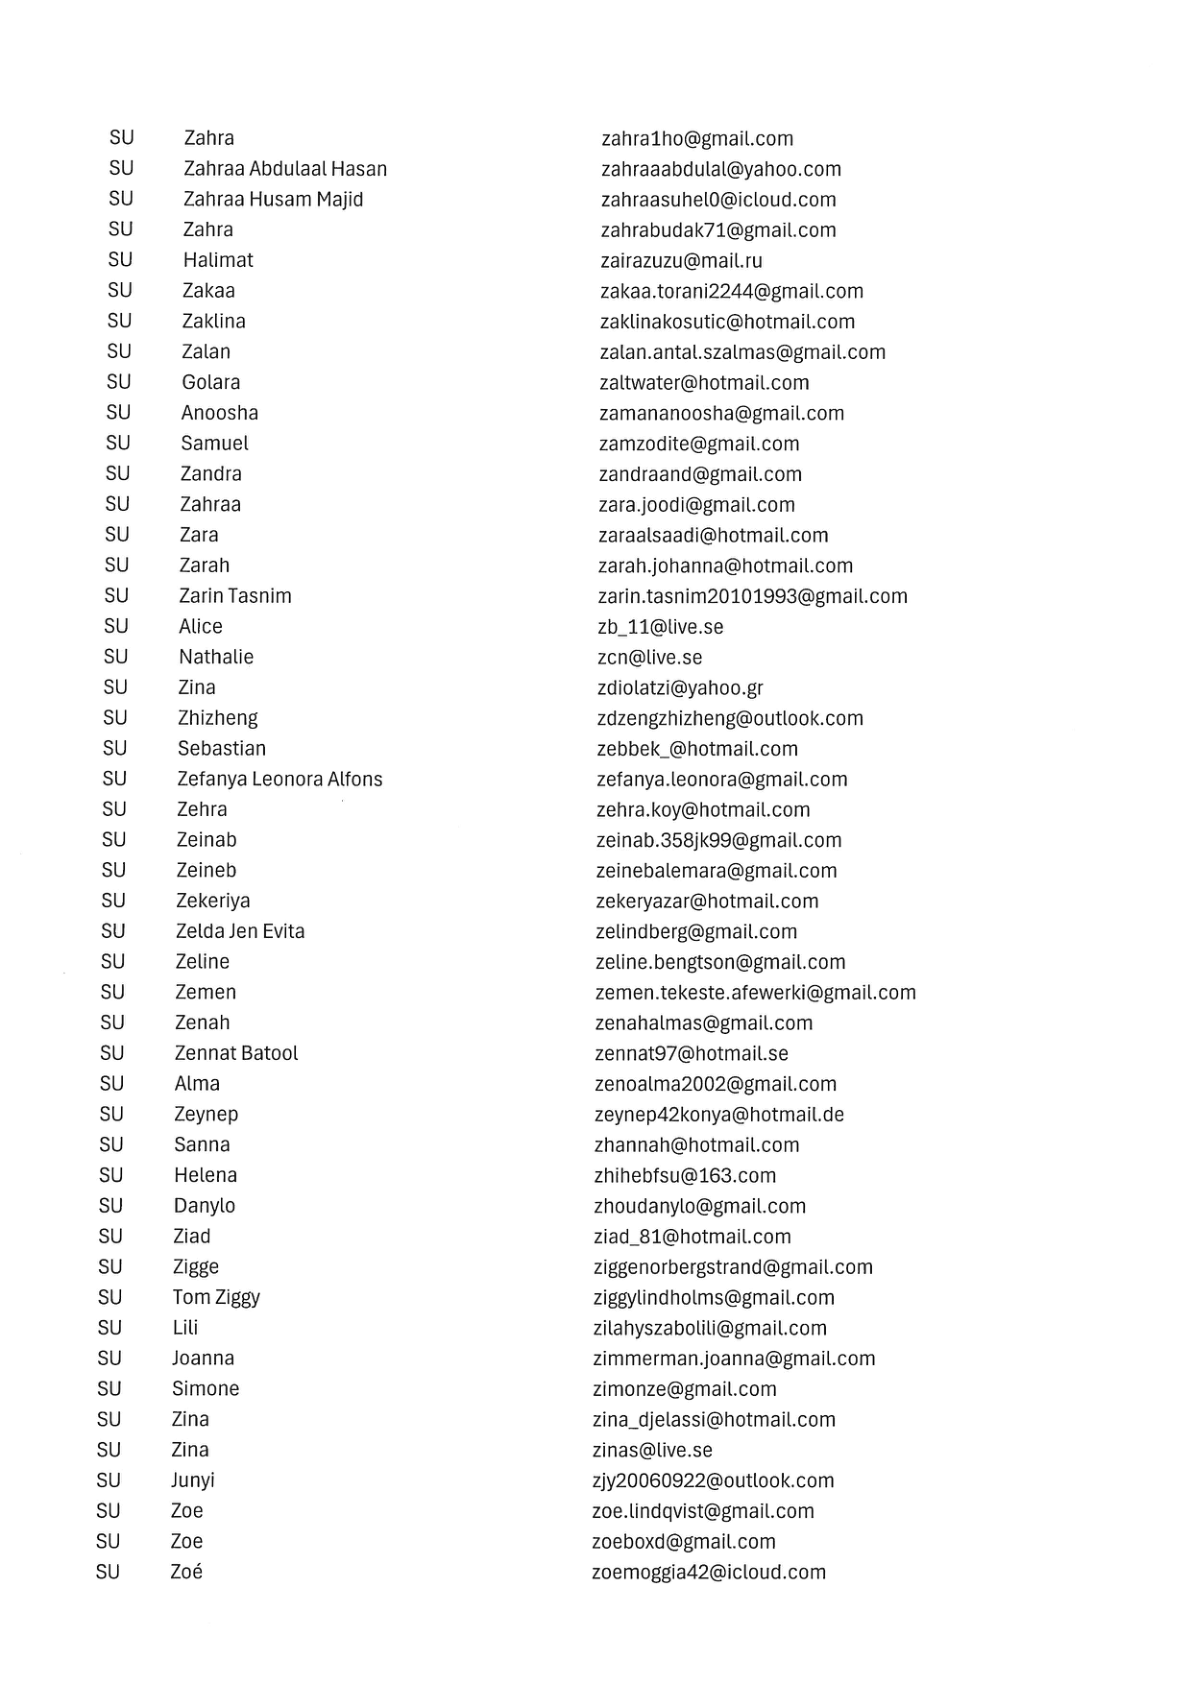 SU Zahra zahra1ho@gmail.com
SU Zahraa Abdulaal Hasan zahraaabdulal@yahoo.com
SU Zahraa Husam Majid zahraasuhel0@icloud.com
SU Zahra zahrabudak71@gmail.com
SU Halimat zairazuzu@mail.ru
SU Zakaa zakaa.torani2244@gmail.com
SU Zaklina zaklinakosutic@hotmail.com
SU Zalan zalan.antal.szalmas@gmail.com
SU Golara zaltwater@hotmail.com
SU Anoosha zamananoosha@gmail.com
SU Samuel zamzodite@gmail.com
SU Zandra zandraand@gmail.com
SU Zahraa zara.joodi@gmail.com
SU Zara zaraalsaadi@hotmail.com
SU Zarah zarah.johanna@hotmail.com
SU Zarin Tasnim zarin.tasnim20101993@gmail.com
SU Alice zb_11@live.se
SU Nathalie zcn@live.se
SU Zina zdiolatzi@yahoo.gr
SU Zhizheng zdzengzhizheng@outlook.com
SU Sebastian zebbek_@hotmail.com
SU Zefanya Leonora Alfons zefanya.leonora@gmail.com
SU Zehra zehra.koy@hotmail.com
SU Zeinab zeinab.358jk99@gmail.com
SU Zeineb zeinebalemara@gmail.com
SU Zekeriya zekeryazar@hotmail.com
SU Zelda Jen Evita zelindberg@gmail.com
SU Zeline zeline.bengtson@gmail.com
SU Zemen zemen.tekeste.afewerki@gmail.com
SU Zenah zenahalmas@gmail.com
SU Zennat Batool zennat97@hotmail.se
SU Alma zenoalma2002@gmail.com
SU Zeynep zeynep42konya@hotmail.de
SU Sanna zhannah@hotmail.com
SU Helena zhihebfsu@163.com
SU Danylo zhoudanylo@gmail.com
SU Ziad ziad_81@hotmail.com
SU Zigge ziggenorbergstrand@gmail.com
SU Tom Ziggy ziggylindholms@gmail.com
SU Lili zilahyszabolili@gmail.com
SU Joanna zimmerman.joanna@gmail.com
SU Simone zimonze@gmail.com
SU Zina zina_djelassi@hotmail.com
SU Zina zinas@live.se
SU Junyi zjy20060922@outlook.com
SU Zoe zoe.lindqvist@gmail.com
SU Zoe zoeboxd@gmail.com
SU Zoé zoemoggia42@icloud.com